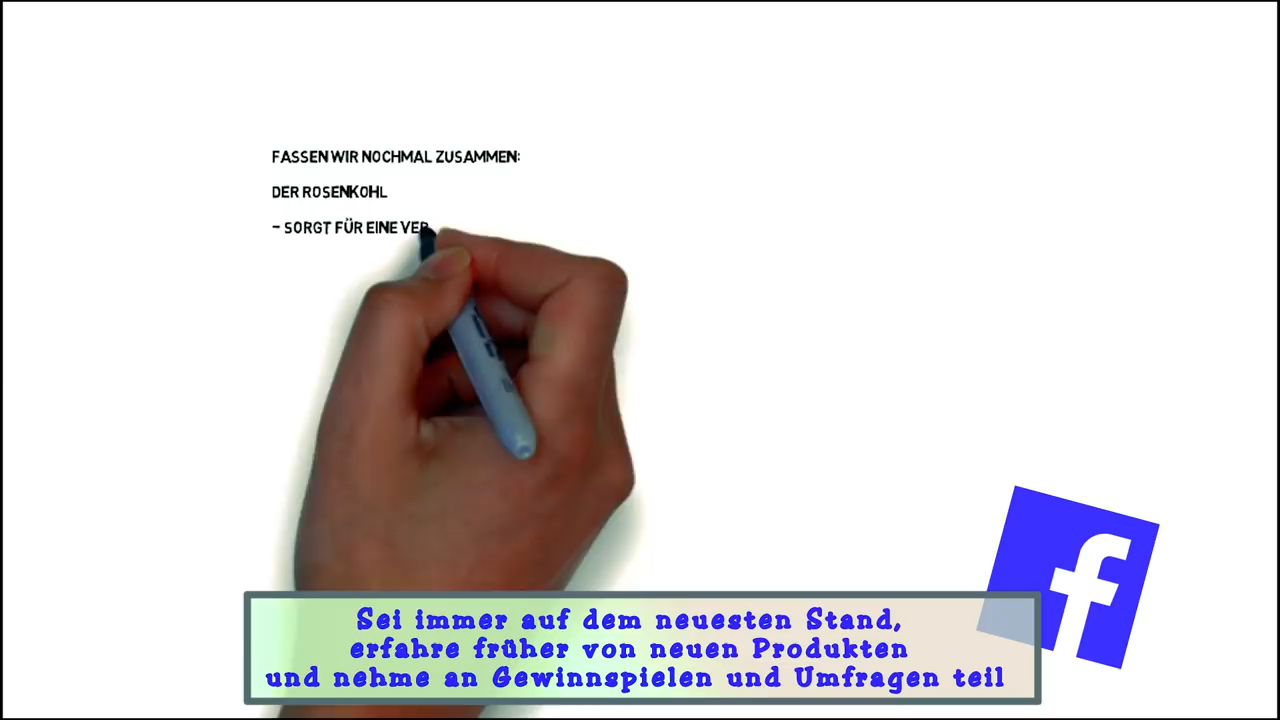 FASSEN WIR NOCHMAL ZUSAMMEN:
DER ROSENKOHL
- SORGT FÜR EINE VER
Sei immer auf dem neuesten Stand,
erfahre früher von neuen Produkten
und nehme an Gewinnspielen und Umfragen teil